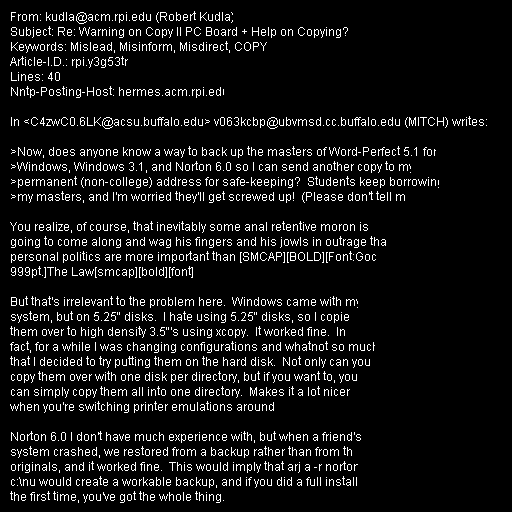 From: kudla@acm.rpi.edu (Robert Kudla)
Subject: Re: Warning on Copy II PC Board + Help on Copying?
Keywords: Mislead, Misinform, Misdirect, COPY
Article-I.D.: rpi.y3g53tr
Lines: 40
Nntp-Posting-Host: hermes.acm.rpi.edu
In <C4zwC0.6LK@acsu.buffalo.edu> v063kcbp@ubvmsd.cc.buffalo.edu (MITCH) writes:
>Now, does anyone know a way to back up the masters of Word-Perfect 5.1 for
>Windows, Windows 3.1, and Norton 6.0 so I can send another copy to my
>permanent (non-college) address for safe-keeping?  Students keep borrowing
>my masters, and I'm worried they'll get screwed up!  (Please don't tell m
You realize, of course, that inevitably some anal retentive moron is
going to come along and wag his fingers and his jowls in outrage tha
personal politics are more important than [SMCAP][BOLD][Font:Goc
999pt.]The Law[smcap][bold][font]
But that's irrelevant to the problem here.  Windows came with my
system, but on 5.25" disks.  I hate using 5.25" disks, so I copie
them over to high density 3.5"'s using xcopy.  It worked fine.  In
fact, for a while I was changing configurations and whatnot so much
that I decided to try putting them on the hard disk.  Not only can you
copy them over with one disk per directory, but if you want to, you
can simply copy them all into one directory.  Makes it a lot nicer
when you're switching printer emulations around
Norton 6.0 I don't have much experience with, but when a friend's
system crashed, we restored from a backup rather than from th
originals, and it worked fine.  This would imply that arj a -r nortor
c:\nu would create a workable backup, and if you did a full install
the first time, you've got the whole thing.